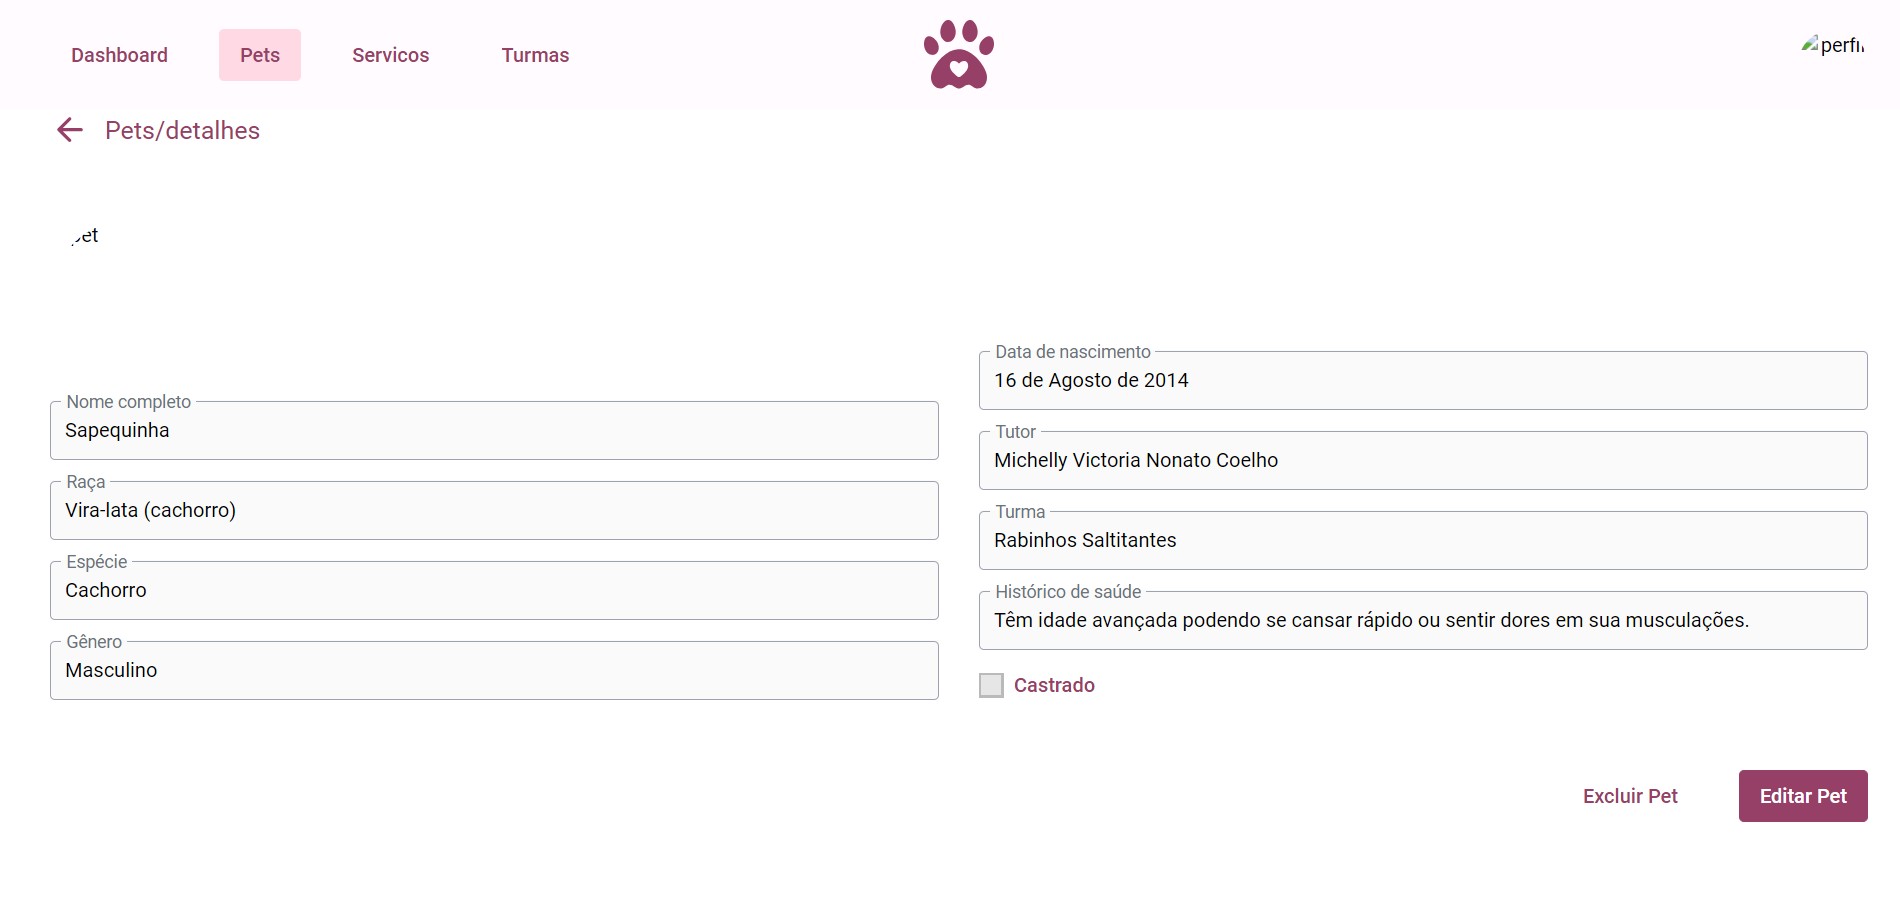 Dashboard Pets Servicos Turmas
Pets/detalhes
Nome completo
Sapequinha
Raça
Vira-lata (cachorro)
Espécie
Cachorro
Gênero
Masculino
Data de nascimento
16 de Agosto de 2014
Tutor
Michelly Victoria Nonato Coelho
Turma
Rabinhos Saltitantes
Histórico de saúde
Têm idade avançada podendo se cansar rápido ou sentir dores em sua musculações.
Castrado
Excluir Pet Editar Pet